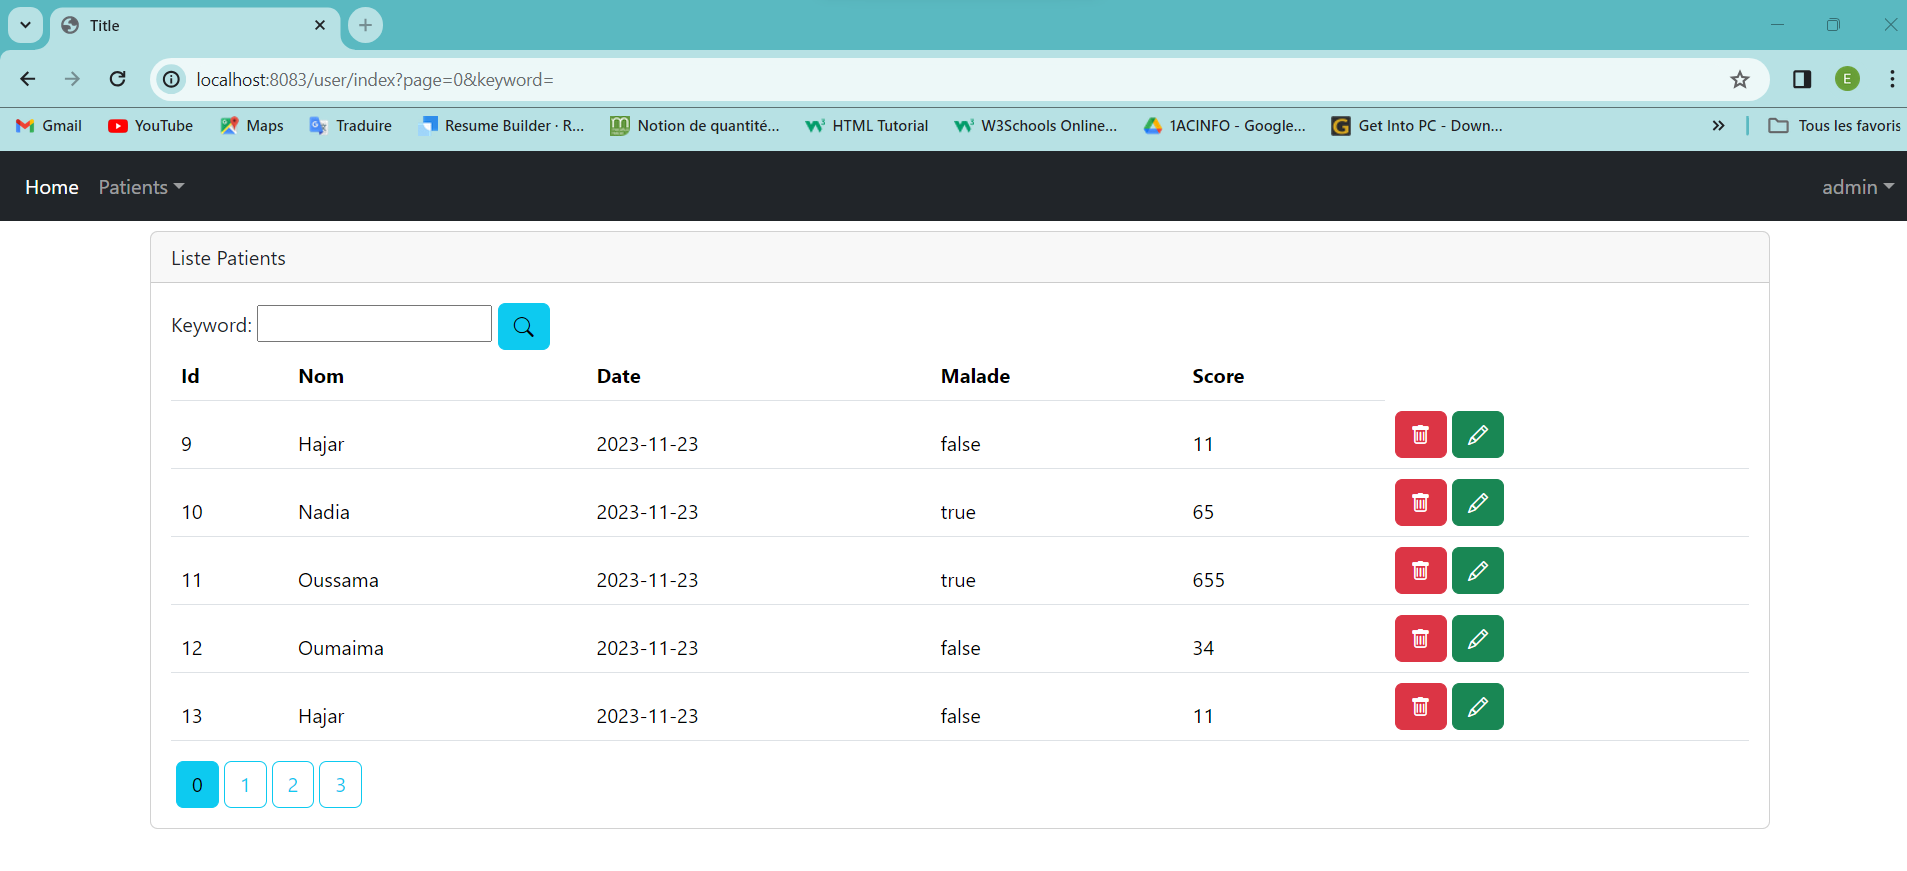 Title
localhost:8083/user/index?page=0&keyword=
E
Gmail YouTube Maps Traduire Resume Builder · R... Notion de quantité... HTML Tutorial W3Schools Online... 1ACINFO - Google... Get Into PC - Down... Tous les favoris
Home Patients admin
Liste Patients
Keyword:
Id Nom Date Malade Score
9 Hajar 2023-11-23 false 11
10 Nadia 2023-11-23 true 65
11 Oussama 2023-11-23 true 655
12 Oumaima 2023-11-23 false 34
13 Hajar 2023-11-23 false 11
0 1 2 3